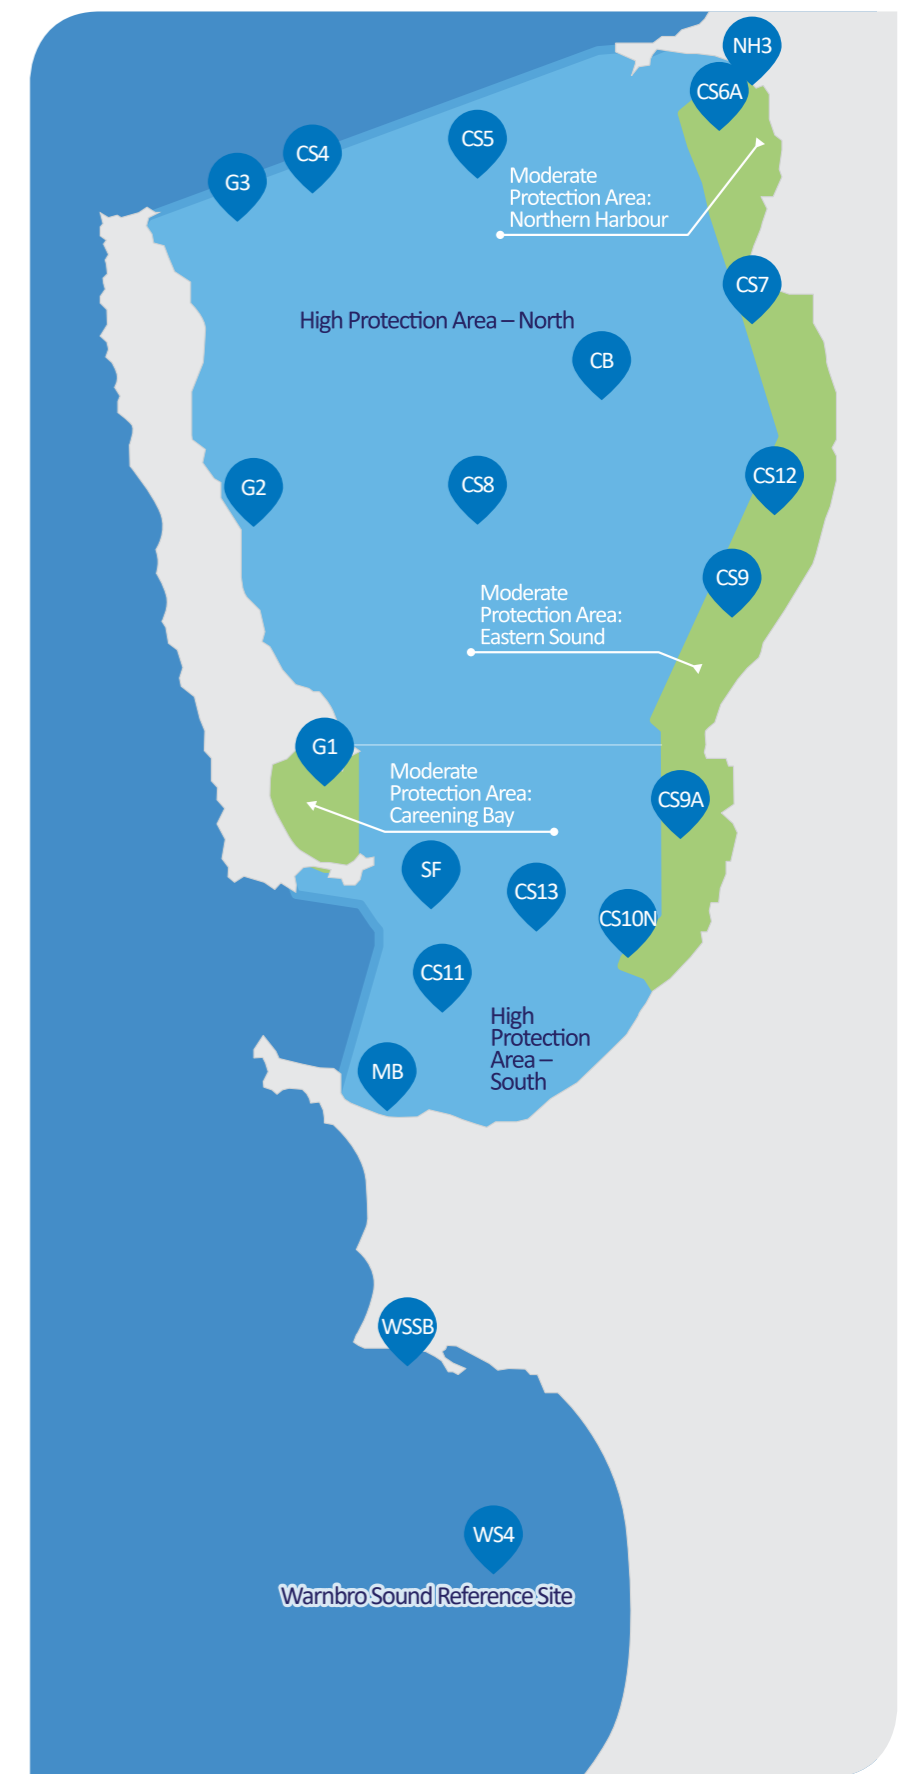 NH3
CS6A
CS5
CS4
G3
Moderate
Protection Area:
Northern Harbour
CS7
High Protection Area – North
CB
CS12
CS8
G2
CS9
Moderate
Protection Area:
Eastern Sound
G1
Moderate
Protection Area:
Careening Bay
CS9A
SF
CS13
CS10N
CS11
High
Protection
Area –
South
MB
WSSB
WS4
Warnbro Sound Reference Site